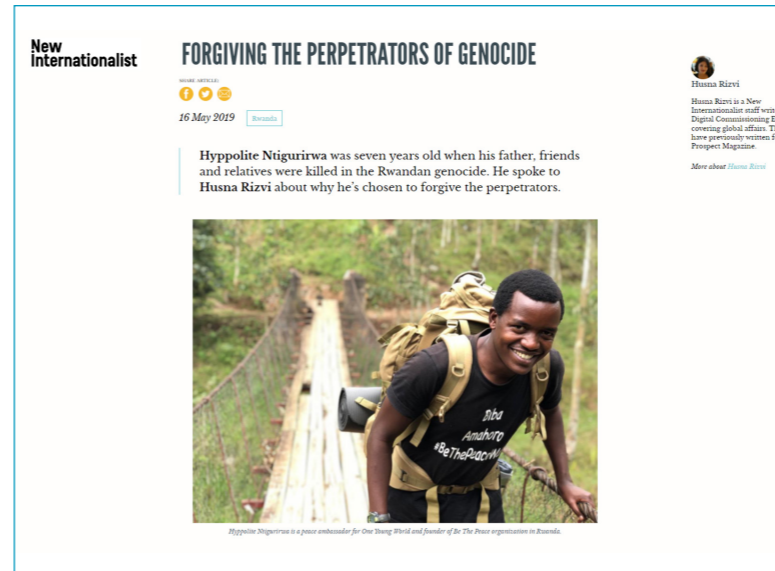 New
Internationalist
FORGIVING THE PERPETRATORS OF GENOCIDE
SHARE ARTICLE:
16 May 2019
Rwanda
Hyppolite Ntigurirwa was seven years old when his father, friends
and relatives were killed in the Rwandan genocide. He spoke to
Husna Rizvi about why he's chosen to forgive the perpetrators.
Biba
Amahoro
#BeThePeace
Hyppolite Ntigurirwa is a peace ambassador for One Young World and founder of Be The Peace organisation in Rwanda.
Husna Rizvi
Husna Rizvi is a New
Internationalist staff writ
Digital Commissioning E
covering global affairs. Th
have previously written f
Prospect Magazine.
More about Husna Rizvi